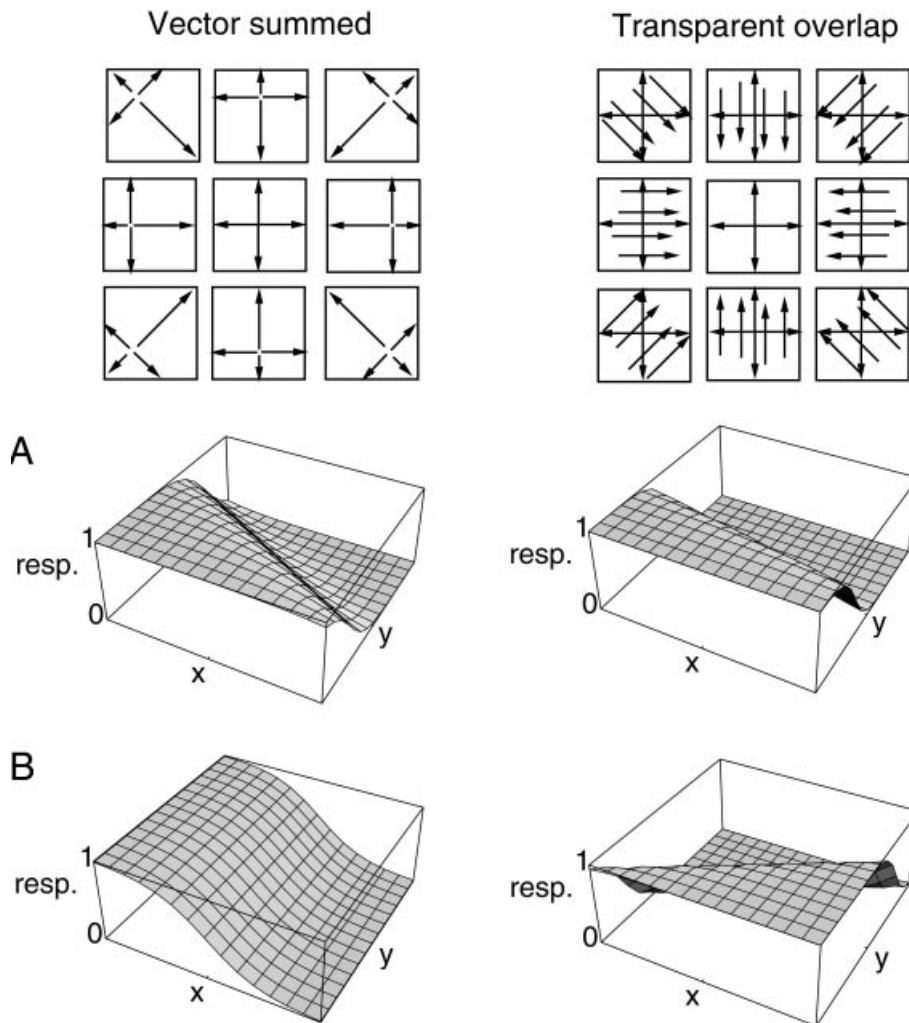 Vector summed
Transparent overlap
A
1
resp.
0
x
y
1
resp.
0
x
y
B
1
resp.
0
x
y
1
resp.
0
x
y